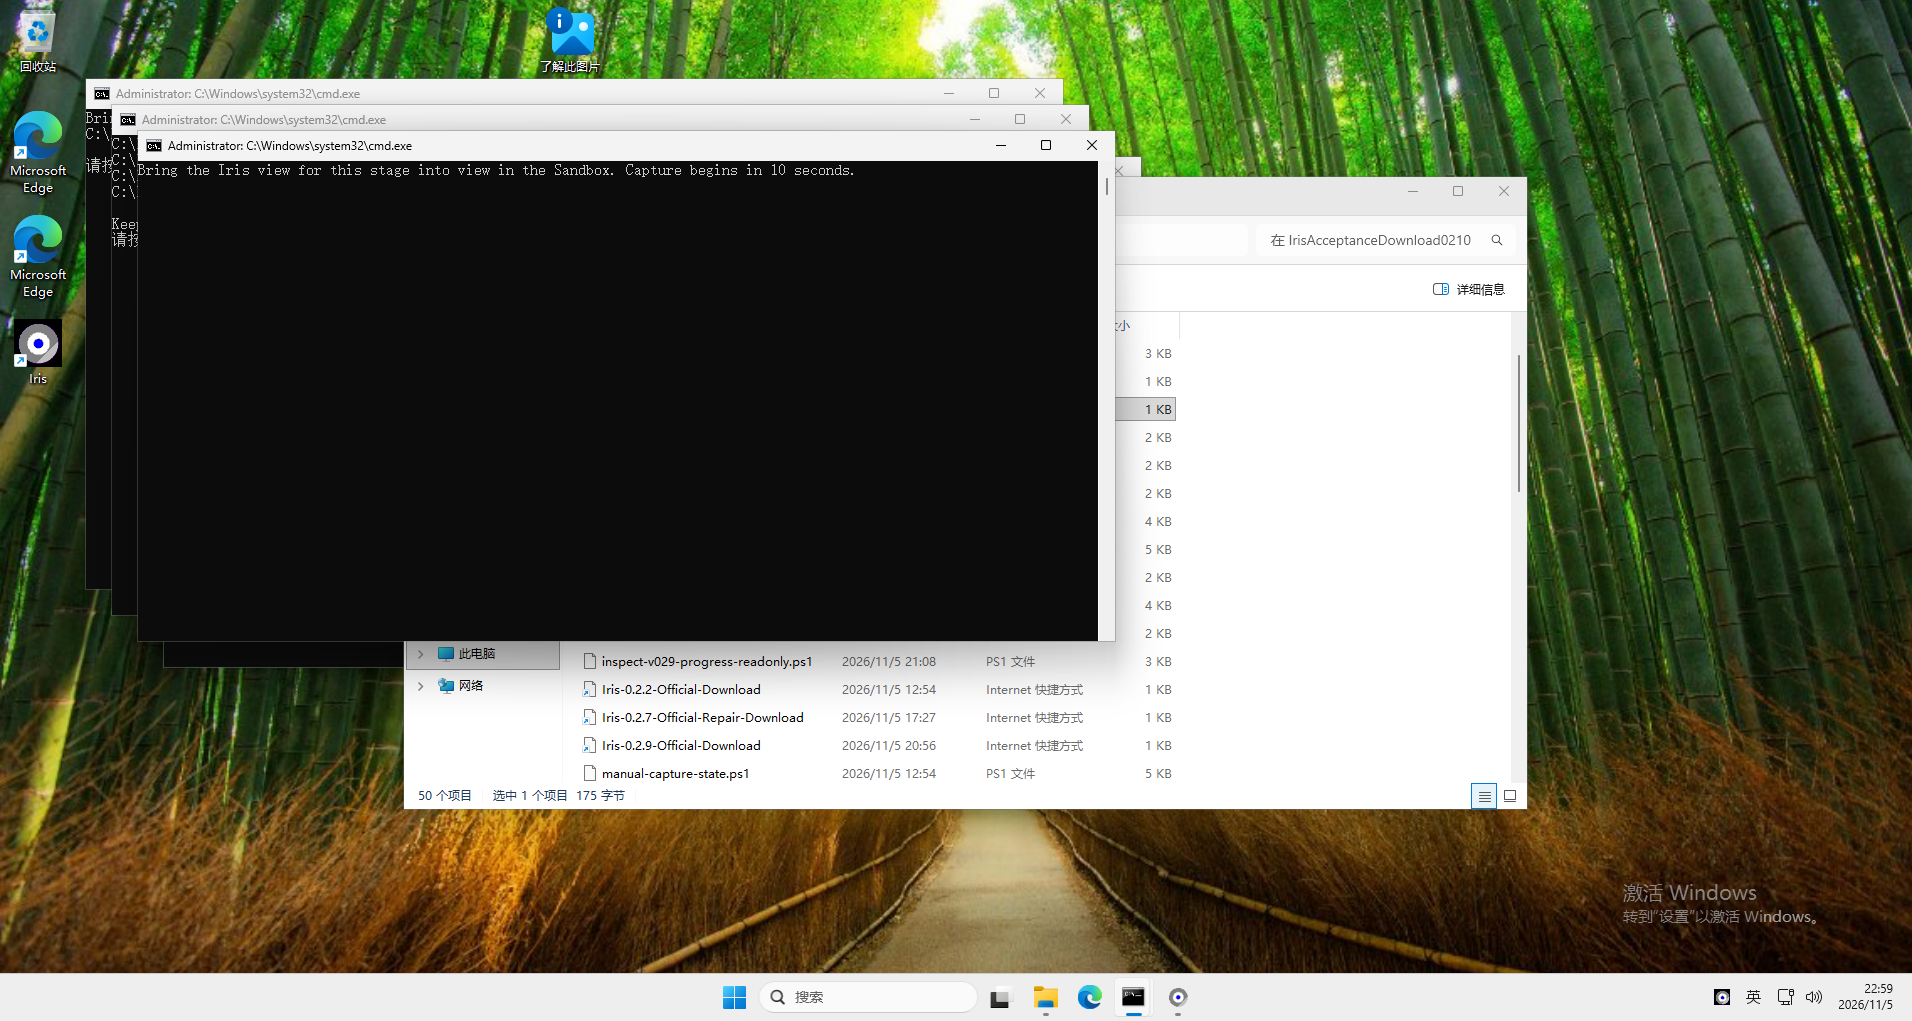 回收站
了解此图片
Microsoft
Edge
Microsoft
Edge
Iris
Administrator: C:\Windows\system32\cmd.exe
Bri
C:\
请按
Administrator: C:\Windows\system32\cmd.exe
C:\
C:\
C:\
C:\
Keep
请按
Administrator: C:\Windows\system32\cmd.exe
Bring the Iris view for this stage into view in the Sandbox. Capture begins in 10 seconds.
在 IrisAcceptanceDownload0210
详细信息
小
3 KB
1 KB
1 KB
2 KB
2 KB
2 KB
4 KB
5 KB
2 KB
4 KB
2 KB
此电脑
网络
inspect-v029-progress-readonly.ps1 2026/11/5 21:08 PS1 文件 3 KB
Iris-0.2.2-Official-Download 2026/11/5 12:54 Internet 快捷方式 1 KB
Iris-0.2.7-Official-Repair-Download 2026/11/5 17:27 Internet 快捷方式 1 KB
Iris-0.2.9-Official-Download 2026/11/5 20:56 Internet 快捷方式 1 KB
manual-capture-state.ps1 2026/11/5 12:54 PS1 文件 5 KB
50 个项目 选中 1 个项目 175 字节
激活 Windows
转到"设置"以激活 Windows。
搜索
英
22:59
2026/11/5